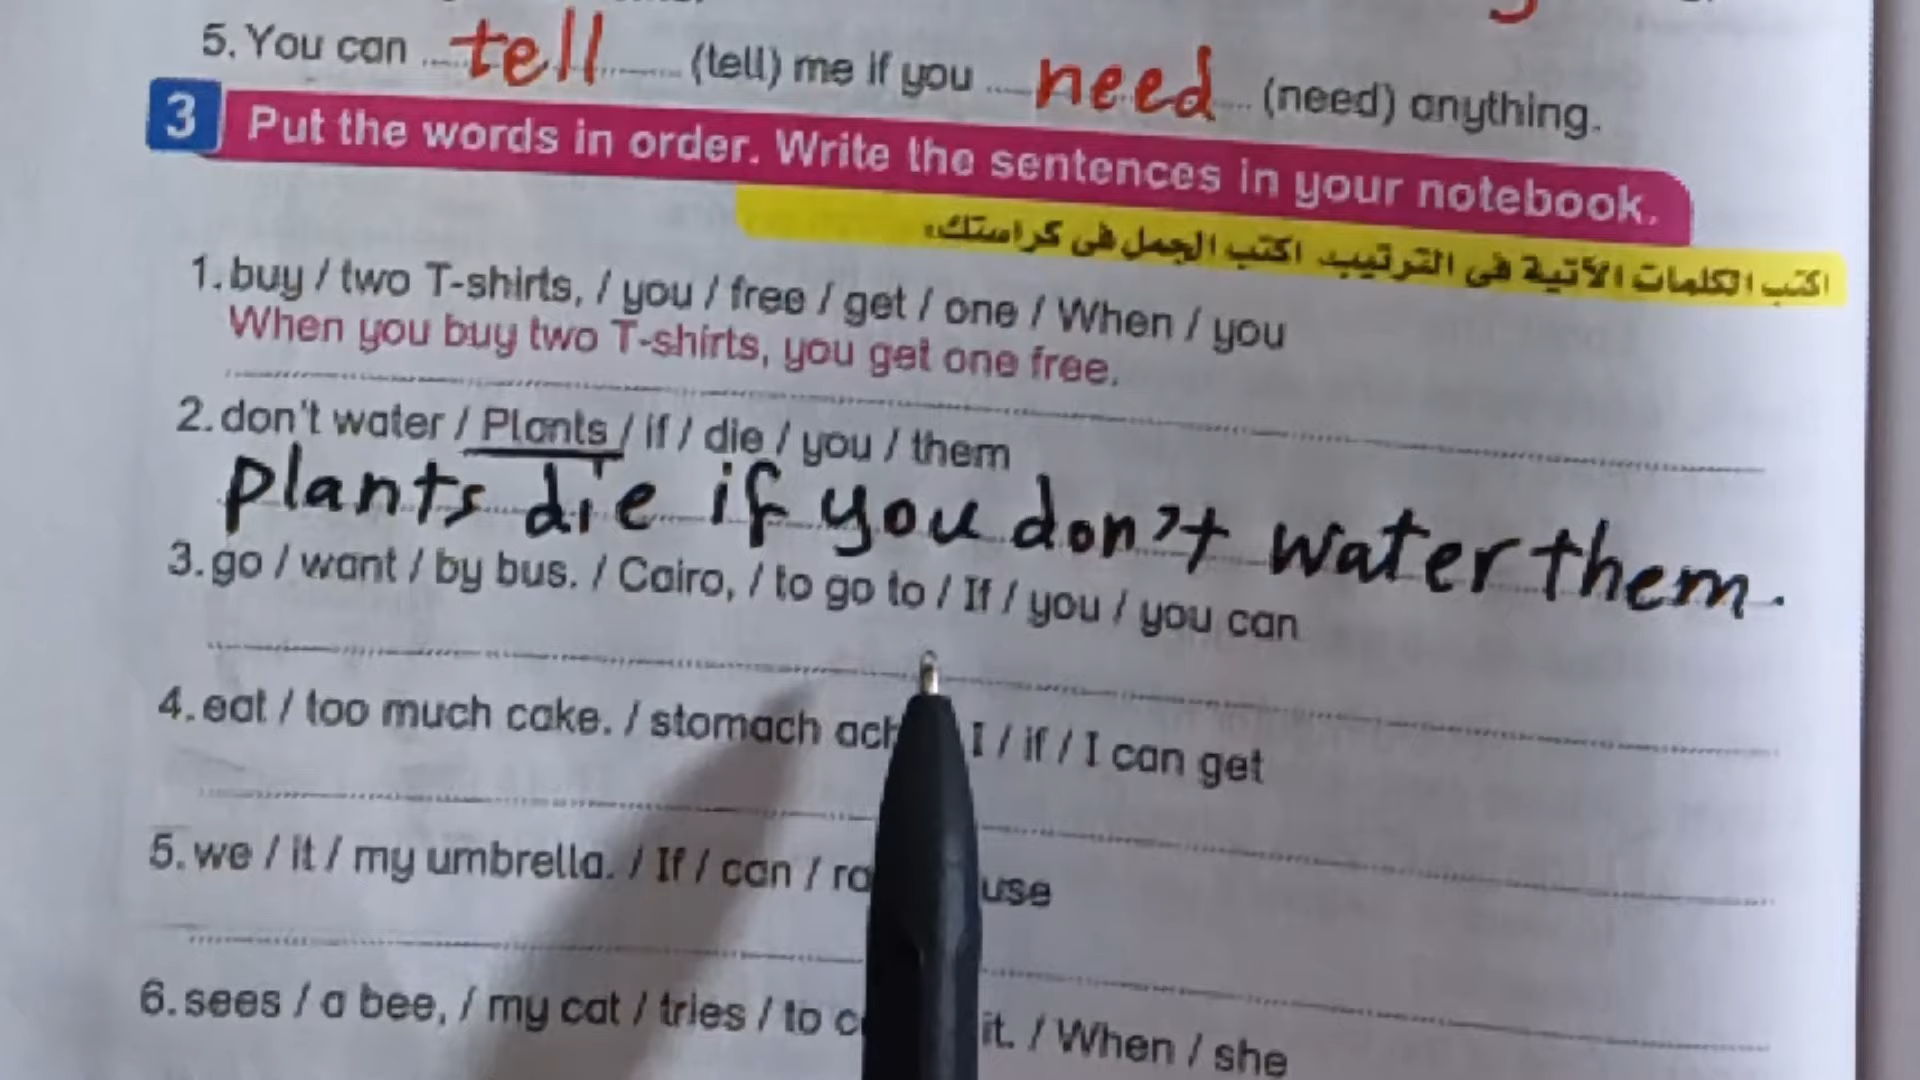 5. You can tell (tell) me if you need (need) anything.
3 Put the words in order. Write the sentences in your notebook.
اكتب الكلمات الآتية فى الترتيب. اكتب الجمل فى كراستك.
1. buy / two T-shirts, / you / free / get / one / When / you
When you buy two T-shirts, you get one free.
2. don't water / Plants / if / die / you / them
plants die if you don't water them.
3. go / want / by bus. / Cairo, / to go to / If / you / you can
4. eat / too much cake. / stomach I / if / I can get
5. we / it / my umbrella. / If / can / use
6. sees / a bee, / my cat / tries / to it. / When / she